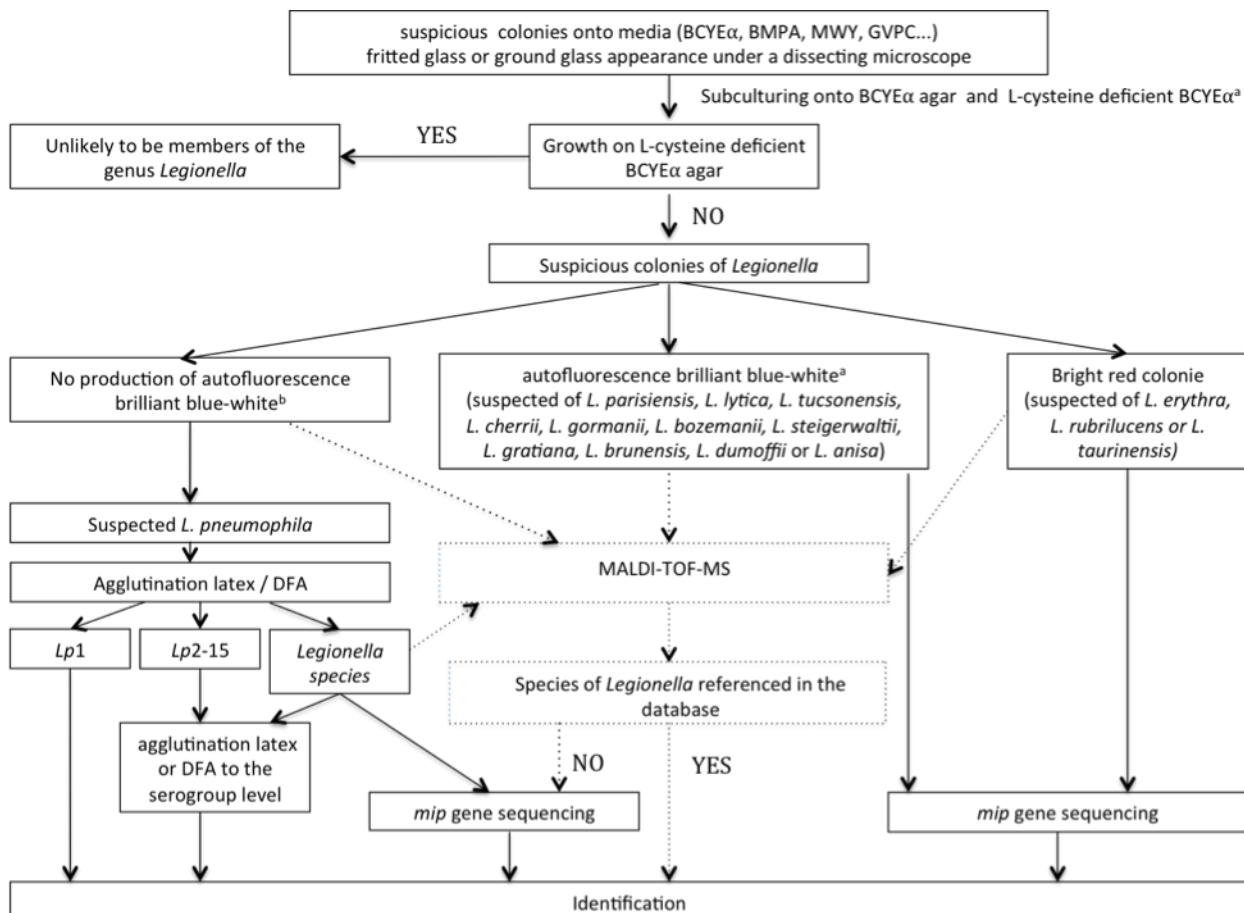 suspicious colonies onto media (BCYEα, BMPA, MWY, GVPC...)
fritted glass or ground glass appearance under a dissecting microscope
Subculturing onto BCYEα agar and L-cysteine deficient BCYEαᵃ
YES
Unlikely to be members of the
genus Legionella
Growth on L-cysteine deficient
BCYEα agar
NO
Suspicious colonies of Legionella
No production of autofluorescence
brilliant blue-whiteᵇ
autofluorescence brilliant blue-whiteᵃ
(suspected of L. parisiensis, L. lytica, L. tucsonensis,
L. cherrii, L. gormanii, L. bozemanii, L. steigerwaltii,
L. gratiana, L. brunensis, L. dumoffii or L. anisa)
Bright red colonie
(suspected of L. erythra,
L. rubrilucens or L.
taurinensis)
Suspected L. pneumophila
MALDI-TOF-MS
Agglutination latex / DFA
Lp1
Lp2-15
Legionella
species
Species of Legionella referenced in the
database
agglutination latex
or DFA to the
serogroup level
NO
YES
mip gene sequencing
mip gene sequencing
Identification